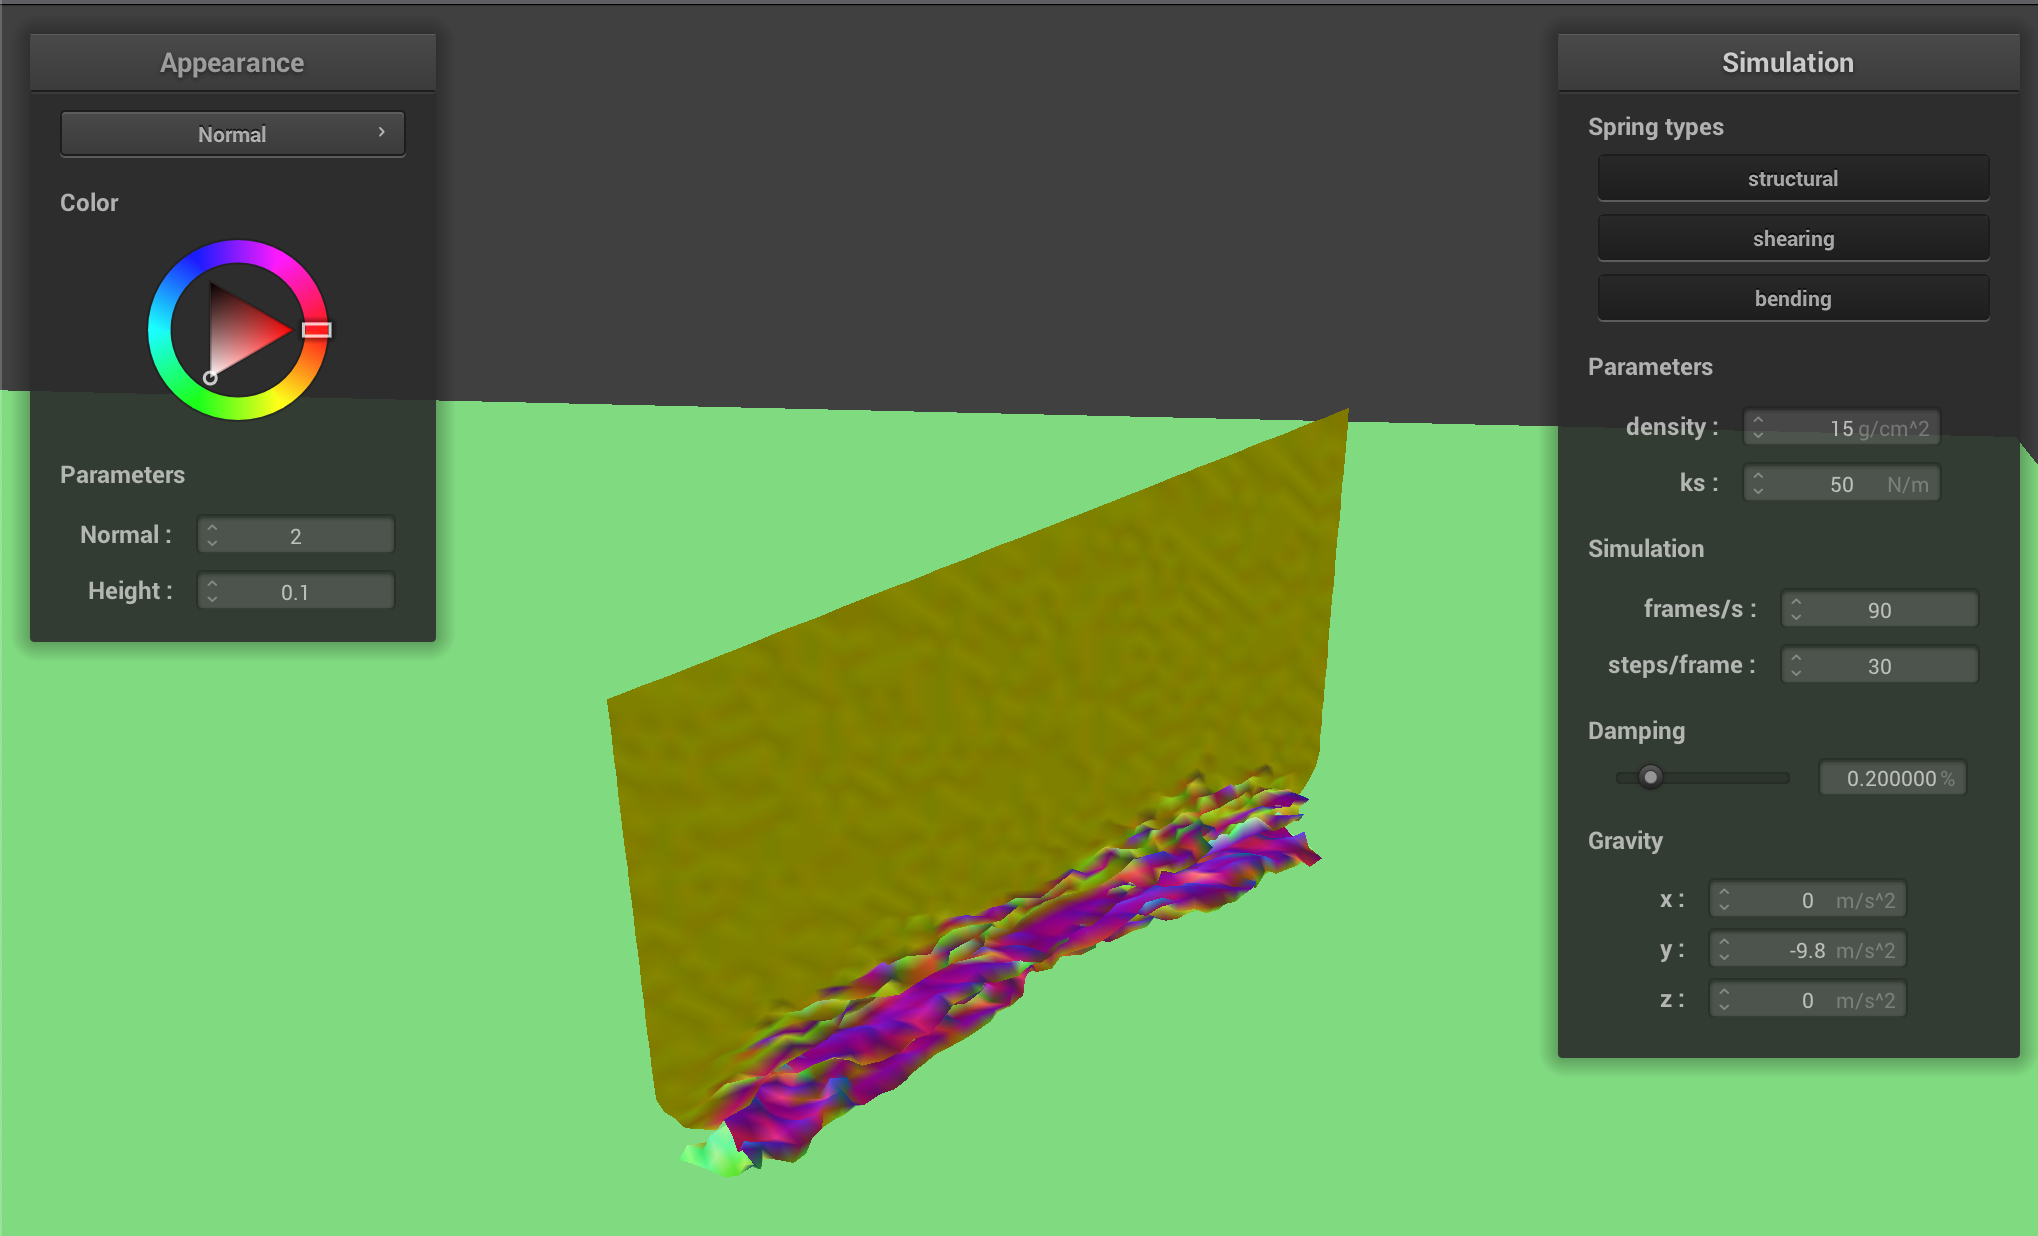 Appearance
Normal
Color
Parameters
Normal : 2
Height : 0.1
Simulation
Spring types
structural
shearing
bending
Parameters
density : 15 g/cm^2
ks : 50 N/m
Simulation
frames/s : 90
steps/frame : 30
Damping
0.200000 %
Gravity
x : 0 m/s^2
y : -9.8 m/s^2
z : 0 m/s^2